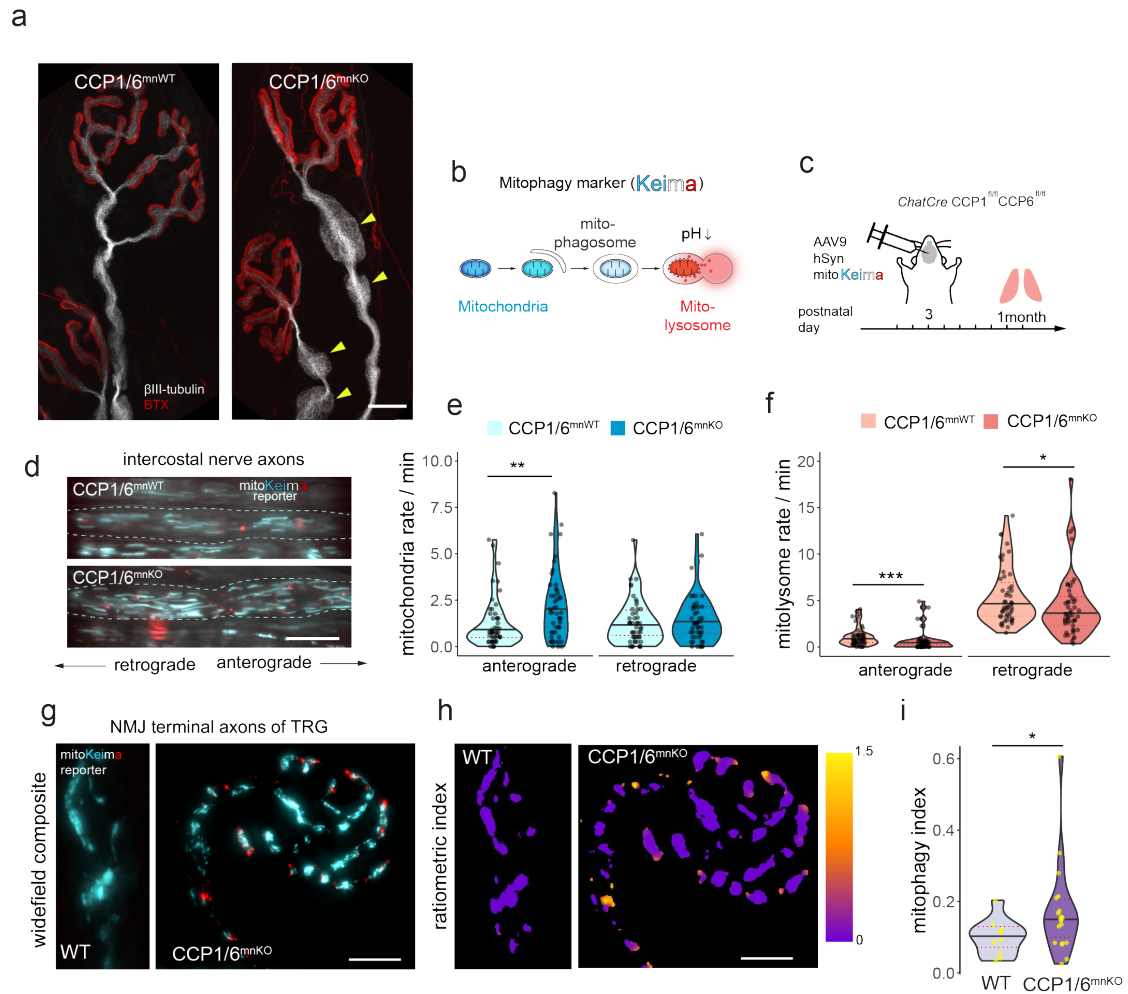 a
CCP1/6mnWT
CCP1/6mnKO
βIII-tubulin
BTX
b
Mitophagy marker (Keima)
mito-
phagosome
pH↓
Mitochondria
Mito-
lysosome
c
ChatCre CCP1fl/flCCP6fl/fl
AAV9
hSyn
mitoKeima
postnatal
day
3
1month
d
intercostal nerve axons
CCP1/6mnWT
mitoKeima
reporter
CCP1/6mnKO
retrograde
anterograde
e
CCP1/6mnWT
CCP1/6mnKO
mitochondria rate / min
10.0
7.5
5.0
2.5
0.0
**
anterograde
retrograde
f
CCP1/6mnWT
CCP1/6mnKO
mitolysome rate / min
20
15
10
5
0
***
*
anterograde
retrograde
g
NMJ terminal axons of TRG
widefield composite
mitoKeima
reporter
WT
CCP1/6mnKO
h
ratiometric index
WT
CCP1/6mnKO
1.5
0
i
mitophagy index
0.6
0.4
0.2
0.0
*
WT
CCP1/6mnKO